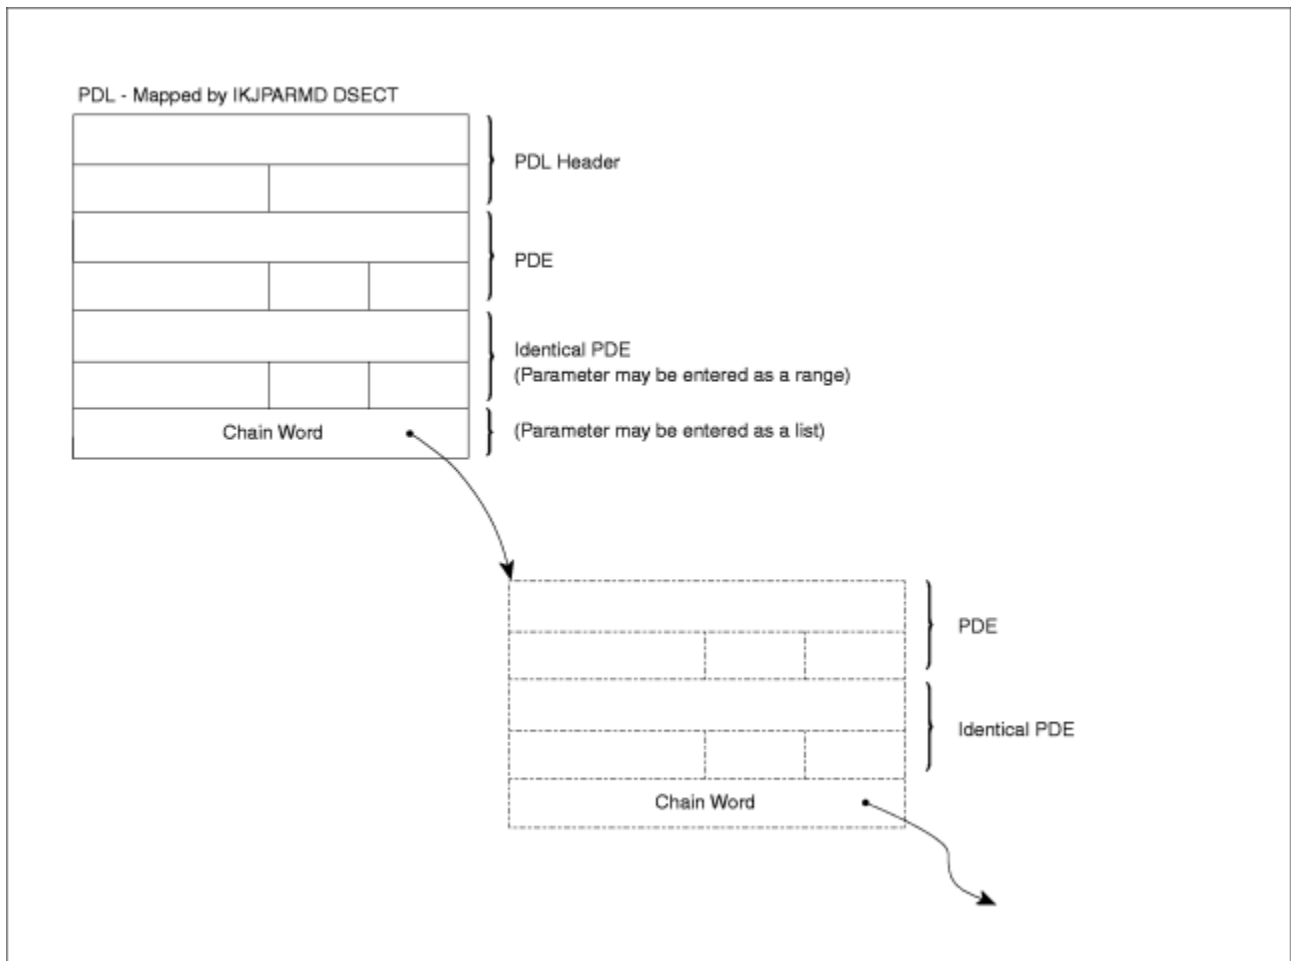 PDL - Mapped by IKJPARMD DSECT
PDL Header
PDE
Identical PDE
(Parameter may be entered as a range)
Chain Word
(Parameter may be entered as a list)
PDE
Identical PDE
Chain Word